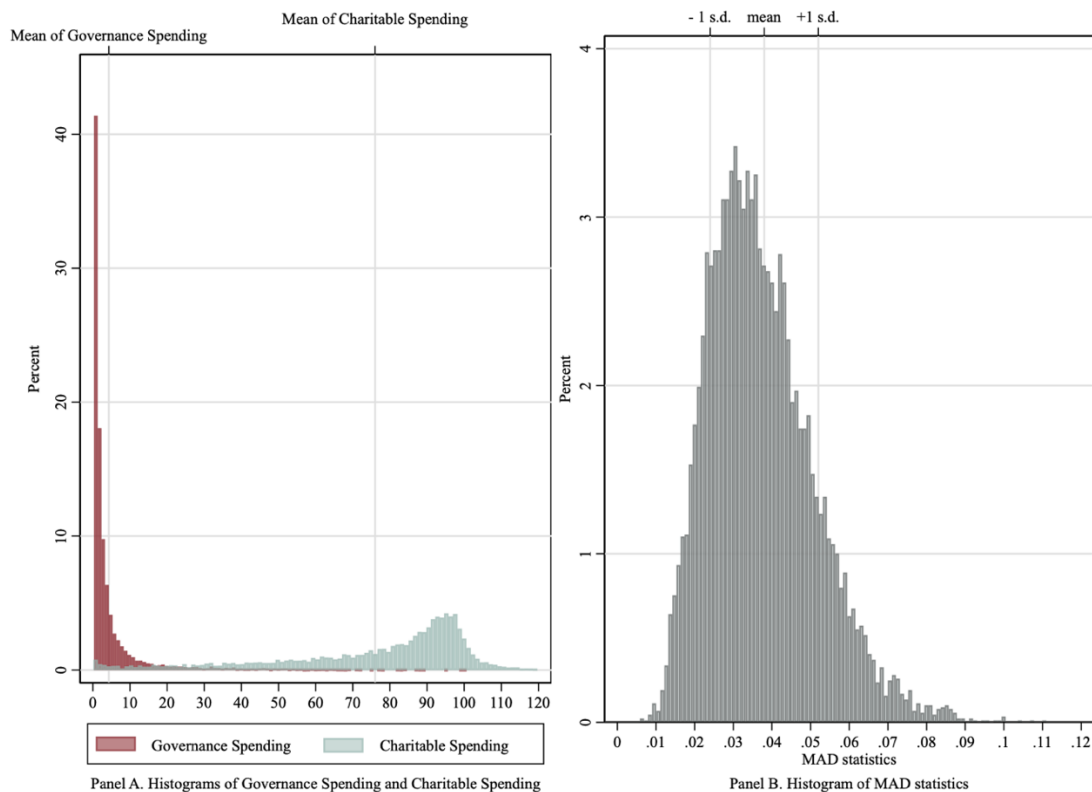 Mean of Charitable Spending
Mean of Governance Spending
Percent
40
30
20
10
0
0 10 20 30 40 50 60 70 80 90 100 110 120
Governance Spending Charitable Spending
Panel A. Histograms of Governance Spending and Charitable Spending
- 1 s.d. mean +1 s.d.
Percent
4
3
2
1
0
0 .01 .02 .03 .04 .05 .06 .07 .08 .09 .1 .11 .12
MAD statistics
Panel B. Histogram of MAD statistics